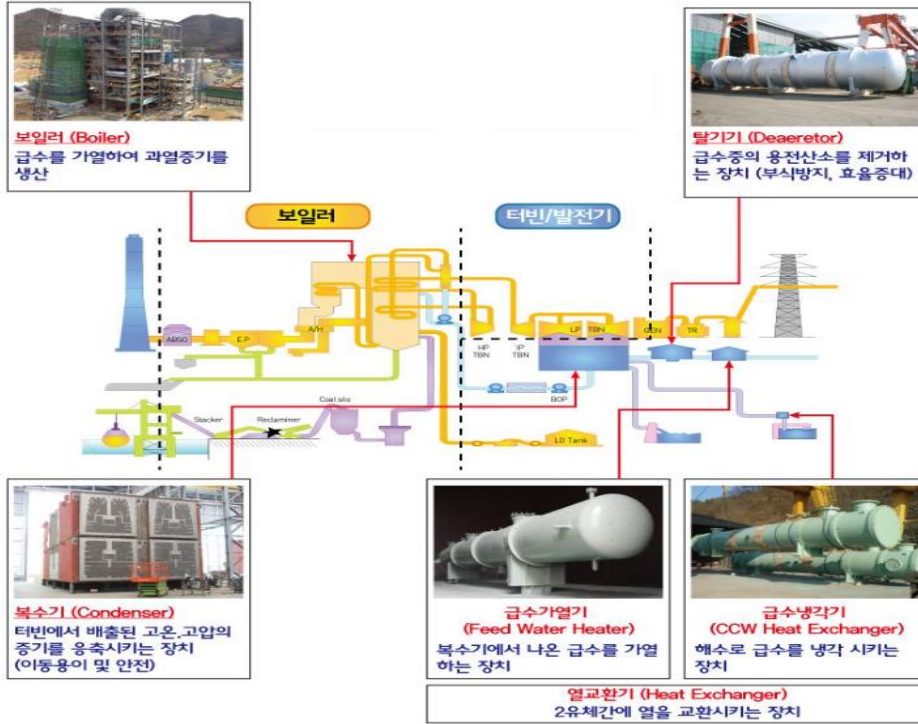 보일러 (Boiler)
급수를 가열하여 과열증기를
생산
탈기기 (Deaeretor)
급수중의 용전산소를 제거하
는 장치 (부식방지, 효율증대)
보일러
터빈/발전기
ABSO
E.P
A/H
HP
TBN
IP
TBN
LP TBN
GEN
TR
BOP
Stacker
Reclaminer
Coal silo
LO Tank
복수기 (Condenser)
터빈에서 배출된 고온.고압의
증기를 응축시키는 장치
(이동용이 및 안전)
급수가열기
(Feed Water Heater)
복수기에서 나온 급수를 가열
하는 장치
급수냉각기
(CCW Heat Exchanger)
해수로 급수를 냉각 시키는
장치
열교환기 (Heat Exchanger)
2유체간에 열을 교환시키는 장치